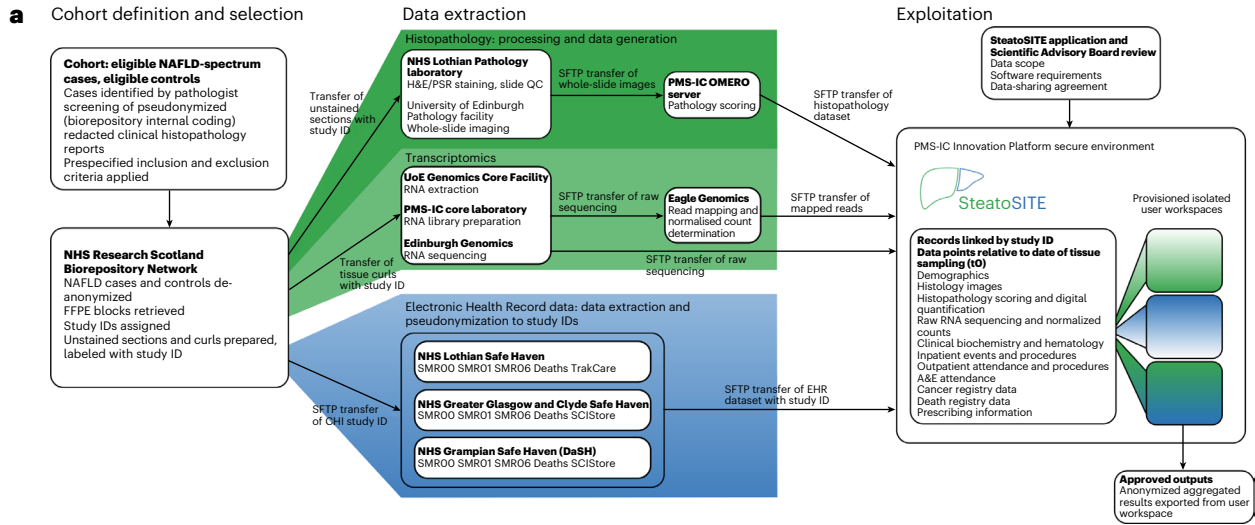 a
Cohort definition and selection
Data extraction
Exploitation
Cohort: eligible NAFLD-spectrum
cases, eligible controls
Cases identified by pathologist
screening of pseudonymized
(biorepository internal coding)
redacted clinical histopathology
reports
Prespecified inclusion and exclusion
criteria applied
NHS Research Scotland
Biorepository Network
NAFLD cases and controls de-
anonymized
FFPE blocks retrieved
Study IDs assigned
Unstained sections and curls prepared,
labeled with study ID
Transfer of
unstained
sections with
study ID
Transfer of
tissue curls
with study ID
SFTP transfer
of CHI study ID
Histopathology: processing and data generation
NHS Lothian Pathology
laboratory
H&E/PSR staining, slide QC
University of Edinburgh
Pathology facility
Whole-slide imaging
SFTP transfer of
whole-slide images
PMS-IC OMERO
server
Pathology scoring
SFTP transfer of
histopathology
dataset
Transcriptomics
UoE Genomics Core Facility
RNA extraction
PMS-IC core laboratory
RNA library preparation
Edinburgh Genomics
RNA sequencing
SFTP transfer of raw
sequencing
Eagle Genomics
Read mapping and
normalised count
determination
SFTP transfer of
mapped reads
SFTP transfer of raw
sequencing
Electronic Health Record data: data extraction and
pseudonymization to study IDs
NHS Lothian Safe Haven
SMR00 SMR01 SMR06 Deaths TrakCare
NHS Greater Glasgow and Clyde Safe Haven
SMR00 SMR01 SMR06 Deaths SCIStore
NHS Grampian Safe Haven (DaSH)
SMR00 SMR01 SMR06 Deaths SCIStore
SFTP transfer of EHR
dataset with study ID
SteatoSITE application and
Scientific Advisory Board review
Data scope
Software requirements
Data-sharing agreement
PMS-IC Innovation Platform secure environment
SteatoSITE
Provisioned isolated
user workspaces
Records linked by study ID
Data points relative to date of tissue
sampling (t0)
Demographics
Histology images
Histopathology scoring and digital
quantification
Raw RNA sequencing and normalized
counts
Clinical biochemistry and hematology
Inpatient events and procedures
Outpatient attendance and procedures
A&E attendance
Cancer registry data
Death registry data
Prescribing information
Approved outputs
Anonymized aggregated
results exported from user
workspace